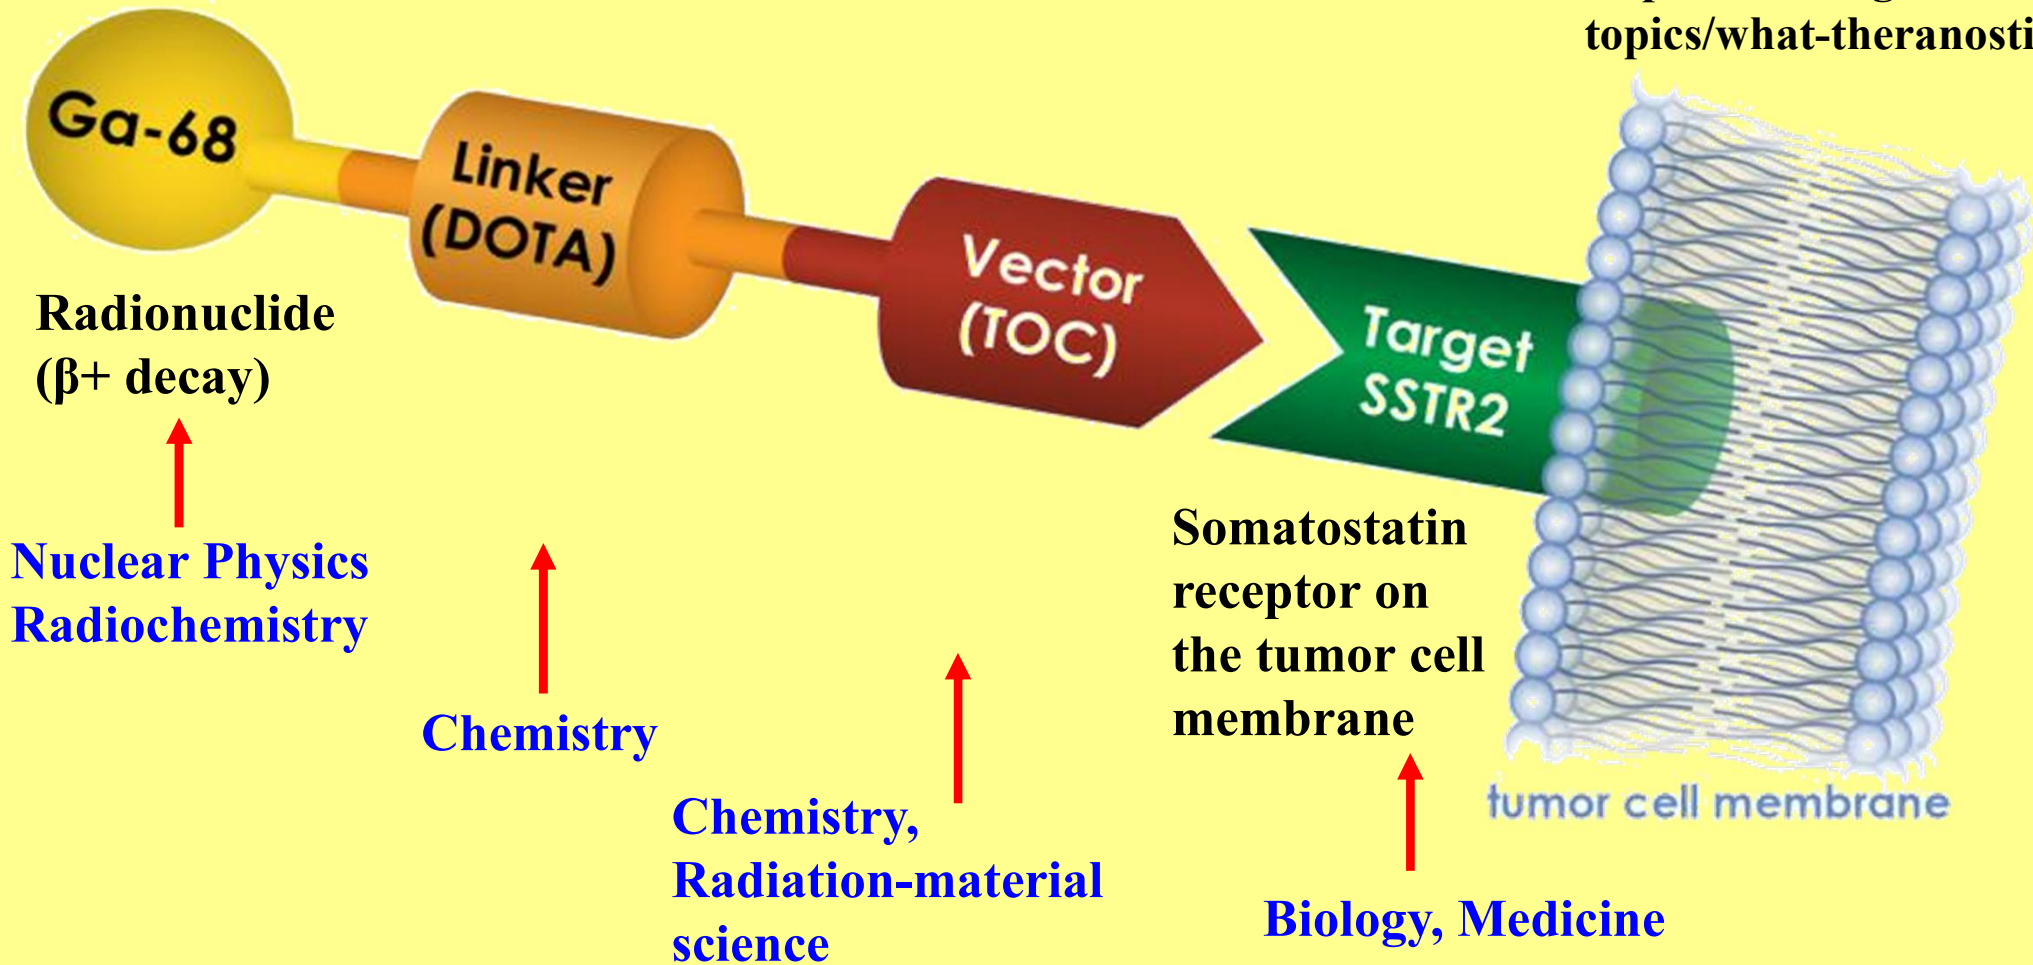 topics/what-theranosti
Ga-68
Linker
(DOTA)
Vector
(TOC)
Target
SSTR2
Radionuclide
(β+ decay)
Nuclear Physics
Radiochemistry
Chemistry
Chemistry,
Radiation-material
science
Somatostatin
receptor on
the tumor cell
membrane
tumor cell membrane
Biology, Medicine